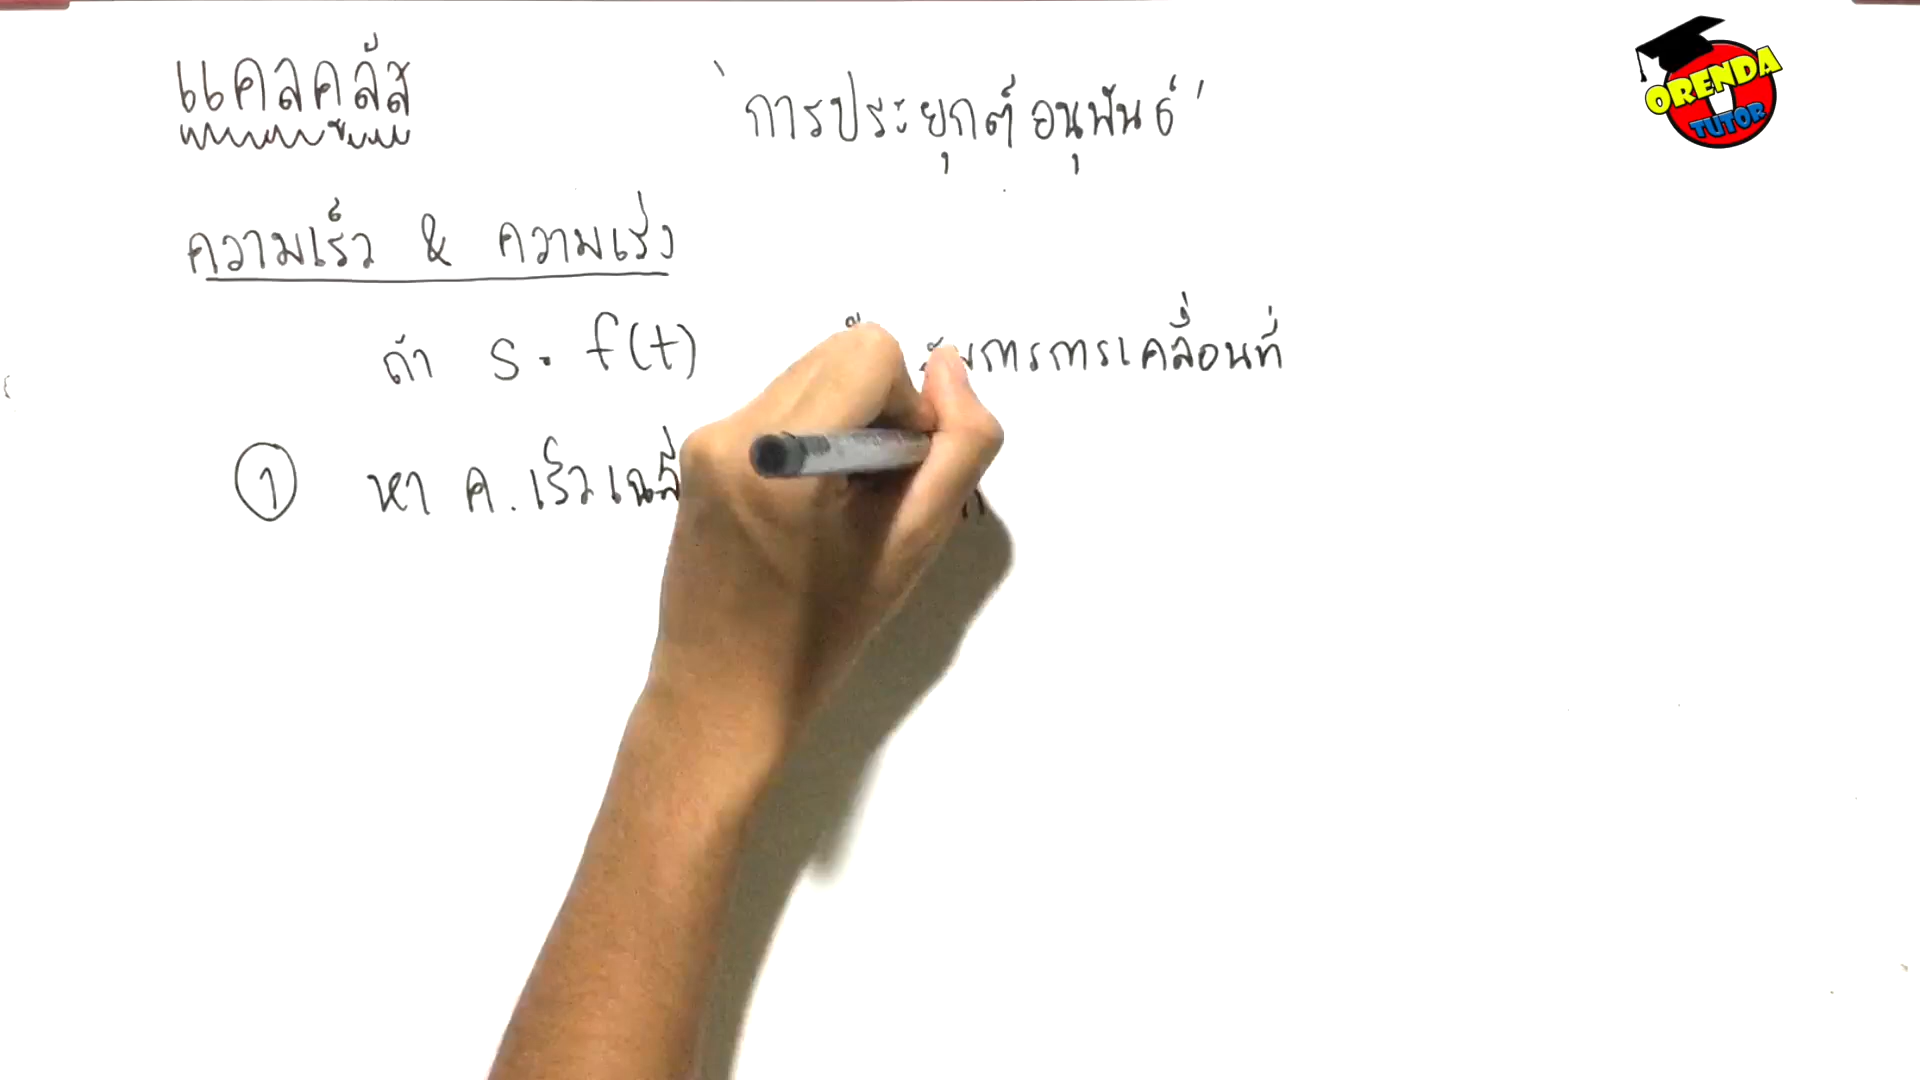 แคลคลัส
'การประยุกต์อนุพันธ์'
ORENDA
TUTOR
ความเร็ว & ความเร่ง
ถ้า s = f(t) สมการการเคลื่อนที่
① หา ค.เร็ว